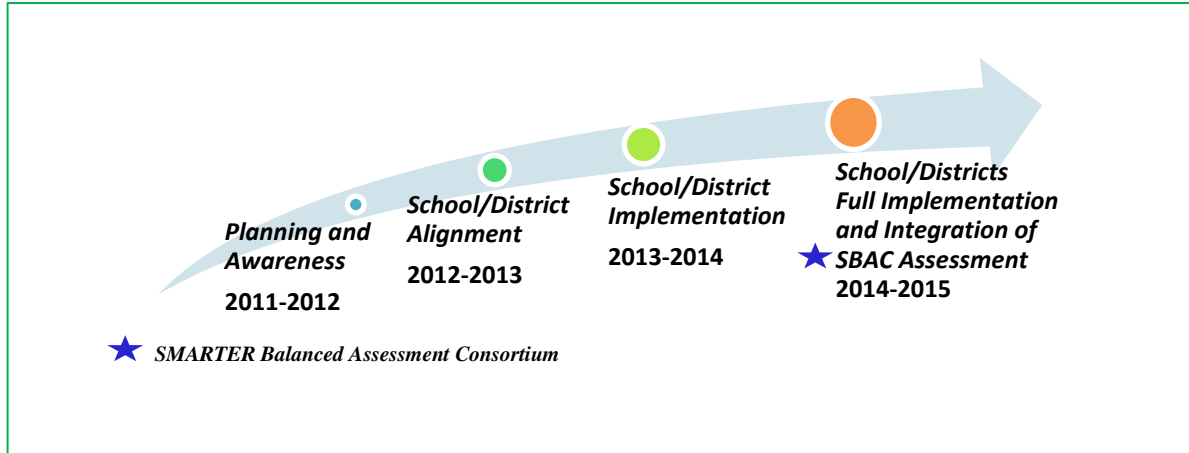 Planning and
Awareness
2011-2012
School/District
Alignment
2012-2013
School/District
Implementation
2013-2014
School/Districts
Full Implementation
and Integration of
SBAC Assessment
2014-2015
SMARTER Balanced Assessment Consortium